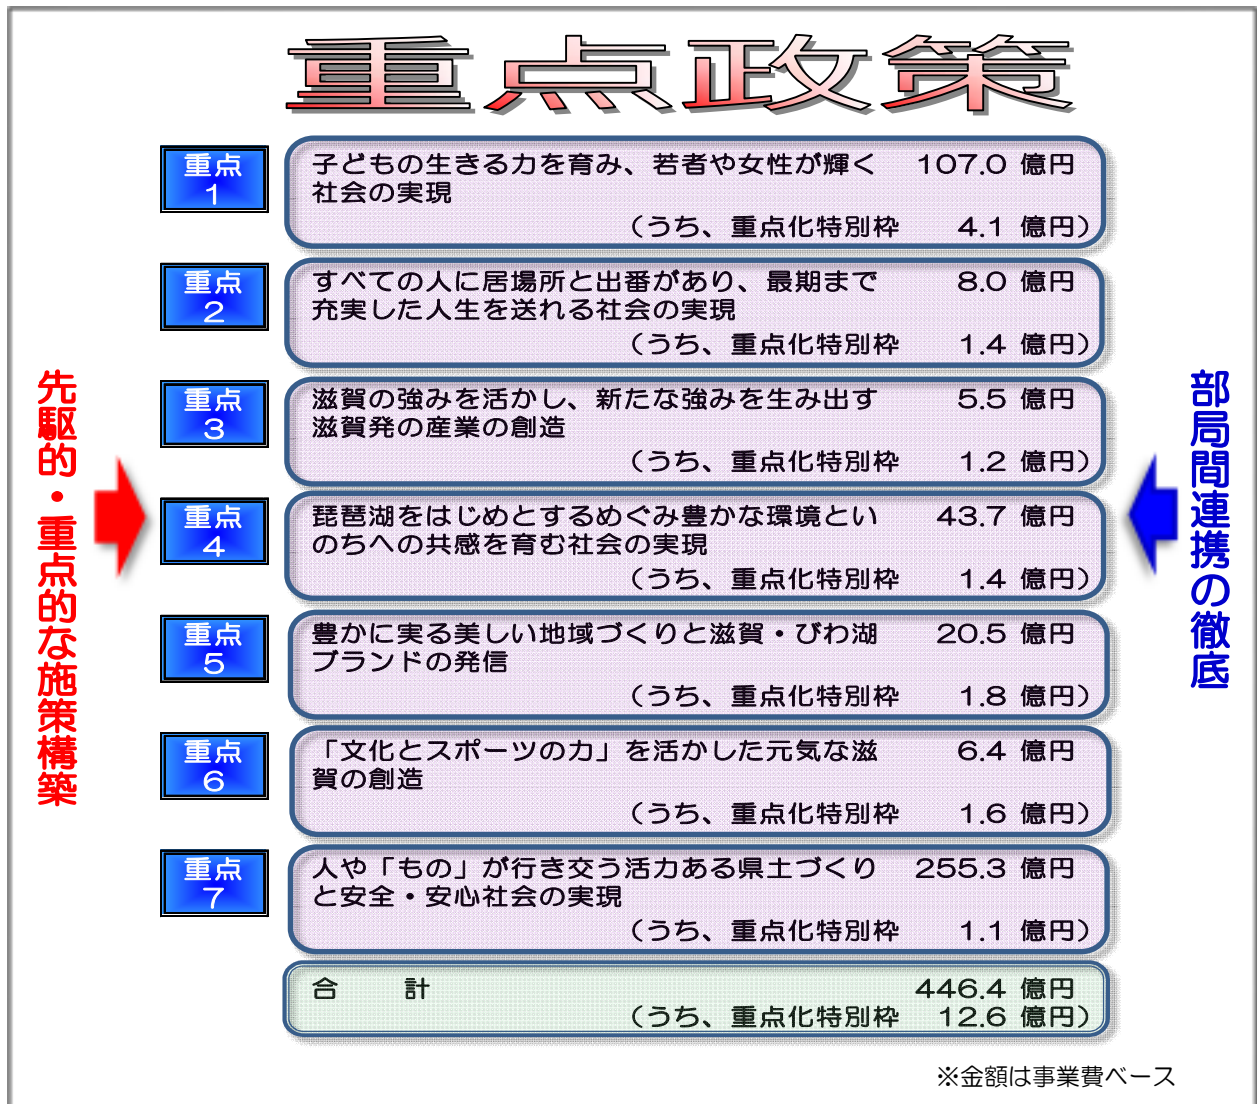 重点政策
重点
1
子どもの生きる力を育み、若者や女性が輝く 107.0 億円
社会の実現
（うち、重点化特別枠 4.1 億円）
重点
2
すべての人に居場所と出番があり、最期まで 8.0 億円
充実した人生を送れる社会の実現
（うち、重点化特別枠 1.4 億円）
重点
3
滋賀の強みを活かし、新たな強みを生み出す 5.5 億円
滋賀発の産業の創造
（うち、重点化特別枠 1.2 億円）
重点
4
琵琶湖をはじめとするめぐみ豊かな環境とい 43.7 億円
のちへの共感を育む社会の実現
（うち、重点化特別枠 1.4 億円）
重点
5
豊かに実る美しい地域づくりと滋賀・びわ湖 20.5 億円
ブランドの発信
（うち、重点化特別枠 1.8 億円）
重点
6
「文化とスポーツの力」を活かした元気な滋 6.4 億円
賀の創造
（うち、重点化特別枠 1.6 億円）
重点
7
人や「もの」が行き交う活力ある県土づくり 255.3 億円
と安全・安心社会の実現
（うち、重点化特別枠 1.1 億円）
合 計 446.4 億円
（うち、重点化特別枠 12.6 億円）
先駆的・重点的な施策構築
部局間連携の徹底
※金額は事業費ベース